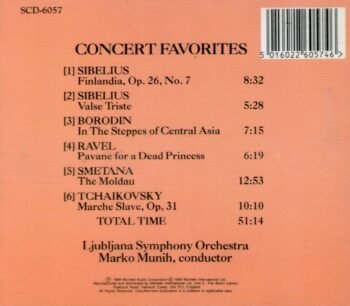 SCD-6057
CONCERT FAVORITES
[1] SIBELIUS
Finlandia, Op. 26, No. 7 8:32
[2] SIBELIUS
Valse Triste 5:28
[3] BORODIN
In The Steppes of Central Asia 7:15
[4] RAVEL
Pavane for a Dead Princess 6:19
[5] SMETANA
The Moldau 12:53
[6] TCHAIKOVSKY
Marche Slave, Op. 31 10:10
TOTAL TIME 51:14
Ljubljana Symphony Orchestra
Marko Munih, conductor
5 016022 605746